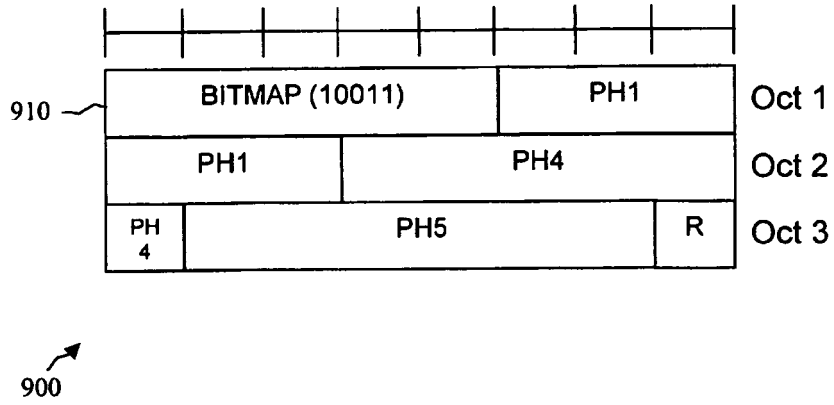 BITMAP (10011) PH1 Oct 1
910
PH1 PH4 Oct 2
PH
4 PH5 R Oct 3
900